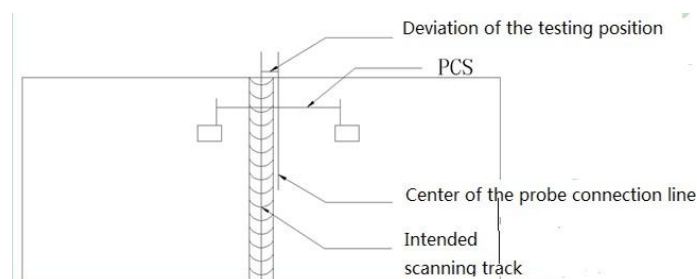 Deviation of the testing position
PCS
Center of the probe connection line
Intended
scanning track